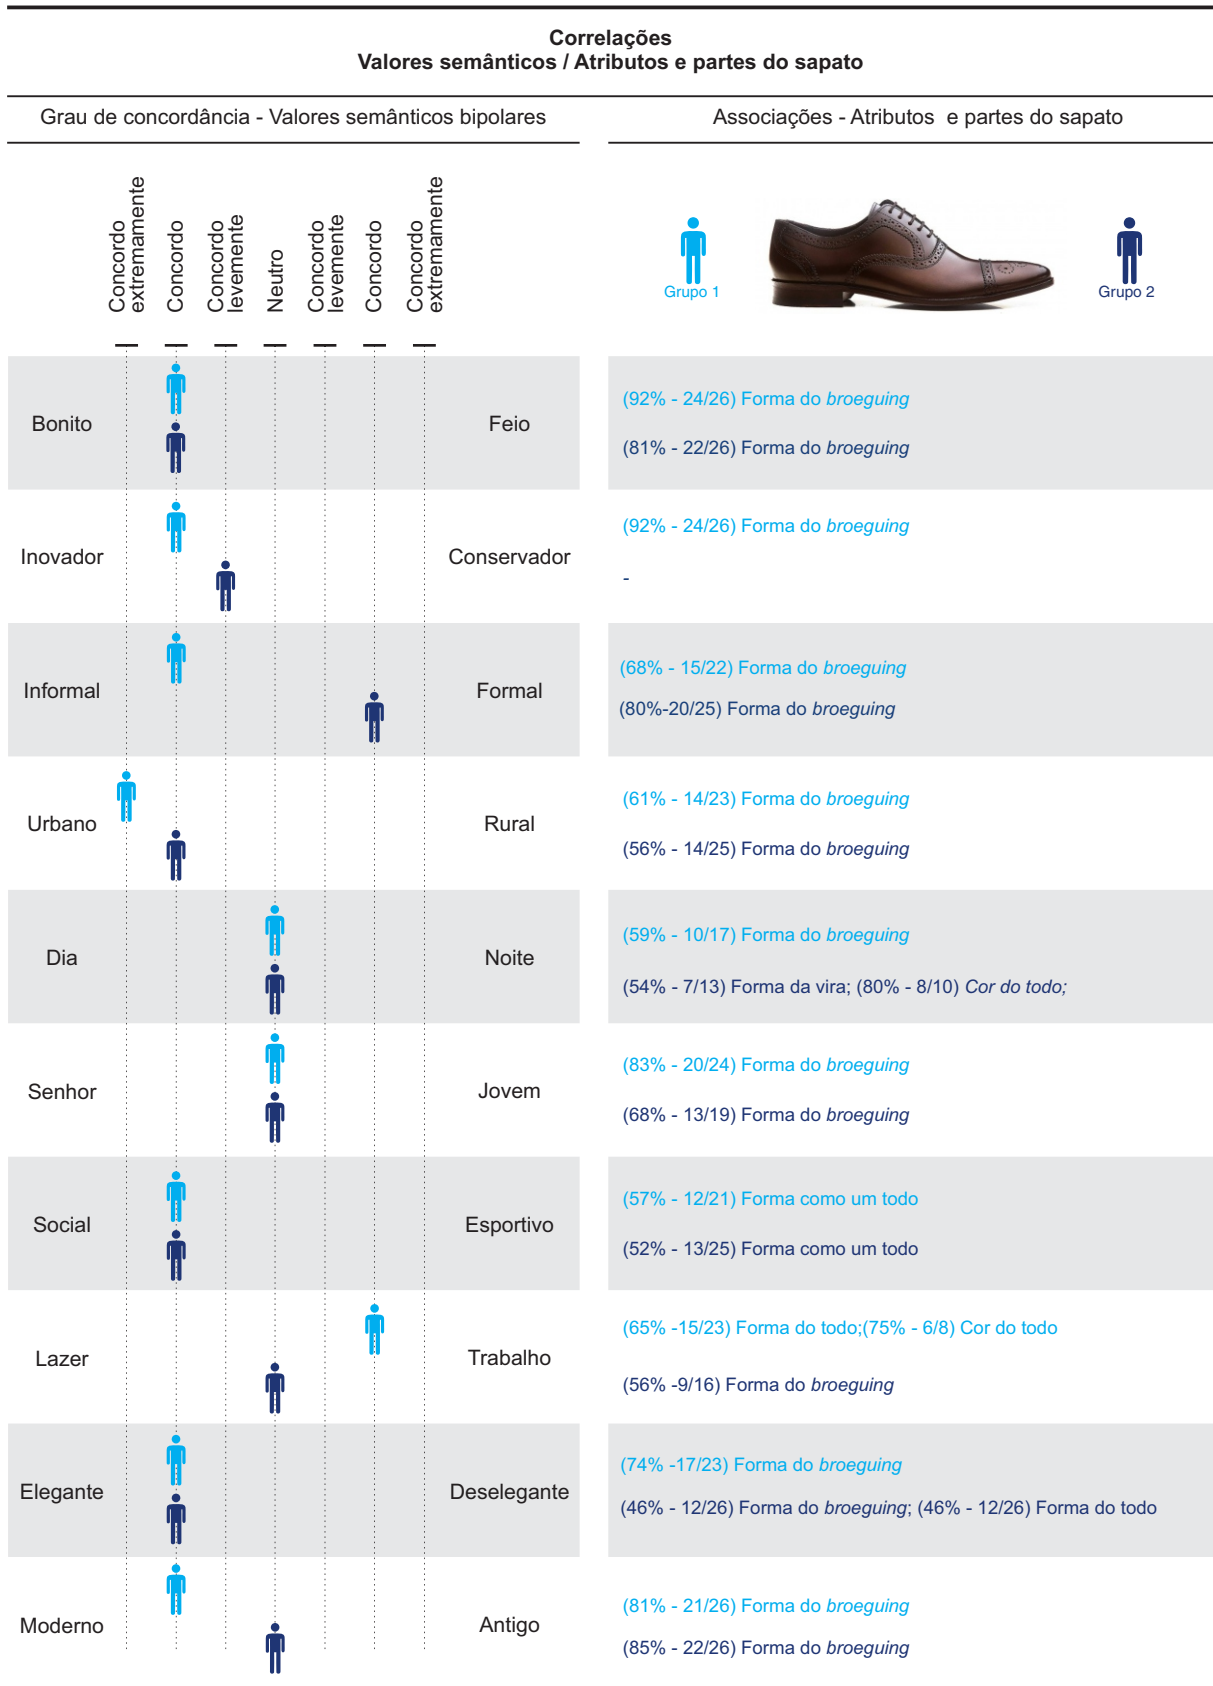 Correlações
Valores semânticos / Atributos e partes do sapato
Grau de concordância - Valores semânticos bipolares
Associações - Atributos e partes do sapato
Concordo extremamente
Concordo
Concordo levemente
Neutro
Concordo levemente
Concordo
Concordo extremamente
Grupo 1
Grupo 2
Bonito
Feio
(92% - 24/26) Forma do broeguing
(81% - 22/26) Forma do broeguing
Inovador
Conservador
(92% - 24/26) Forma do broeguing
-
Informal
Formal
(68% - 15/22) Forma do broeguing
(80%-20/25) Forma do broeguing
Urbano
Rural
(61% - 14/23) Forma do broeguing
(56% - 14/25) Forma do broeguing
Dia
Noite
(59% - 10/17) Forma do broeguing
(54% - 7/13) Forma da vira; (80% - 8/10) Cor do todo;
Senhor
Jovem
(83% - 20/24) Forma do broeguing
(68% - 13/19) Forma do broeguing
Social
Esportivo
(57% - 12/21) Forma como um todo
(52% - 13/25) Forma como um todo
Lazer
Trabalho
(65% -15/23) Forma do todo;(75% - 6/8) Cor do todo
(56% -9/16) Forma do broeguing
Elegante
Deselegante
(74% -17/23) Forma do broeguing
(46% - 12/26) Forma do broeguing; (46% - 12/26) Forma do todo
Moderno
Antigo
(81% - 21/26) Forma do broeguing
(85% - 22/26) Forma do broeguing